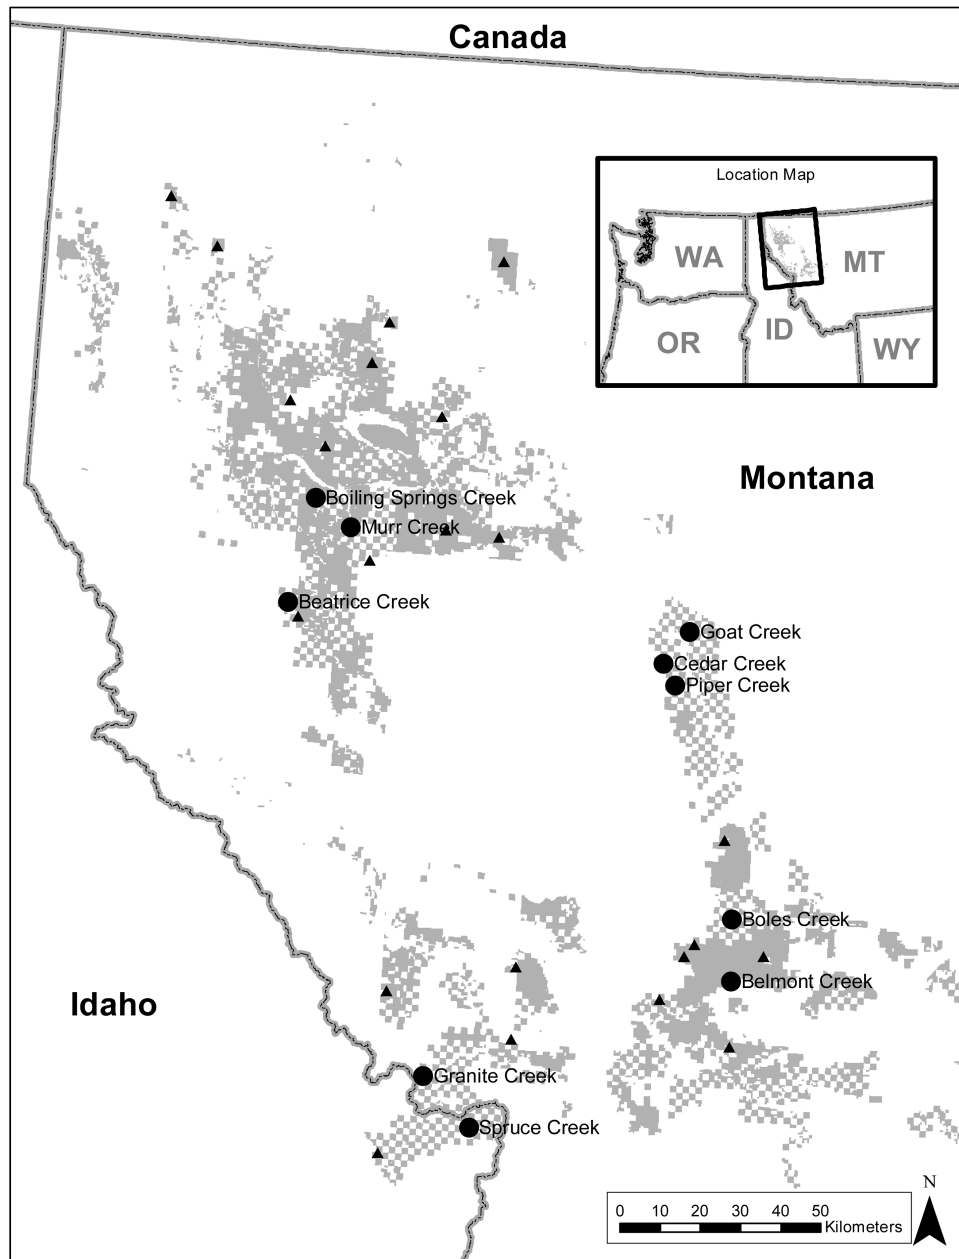 Canada
Location Map
WA
MT
OR
ID
WY
Montana
Boiling Springs Creek
Murr Creek
Beatrice Creek
Goat Creek
Cedar Creek
Piper Creek
Boles Creek
Belmont Creek
Idaho
Granite Creek
Spruce Creek
N
0 10 20 30 40 50
Kilometers